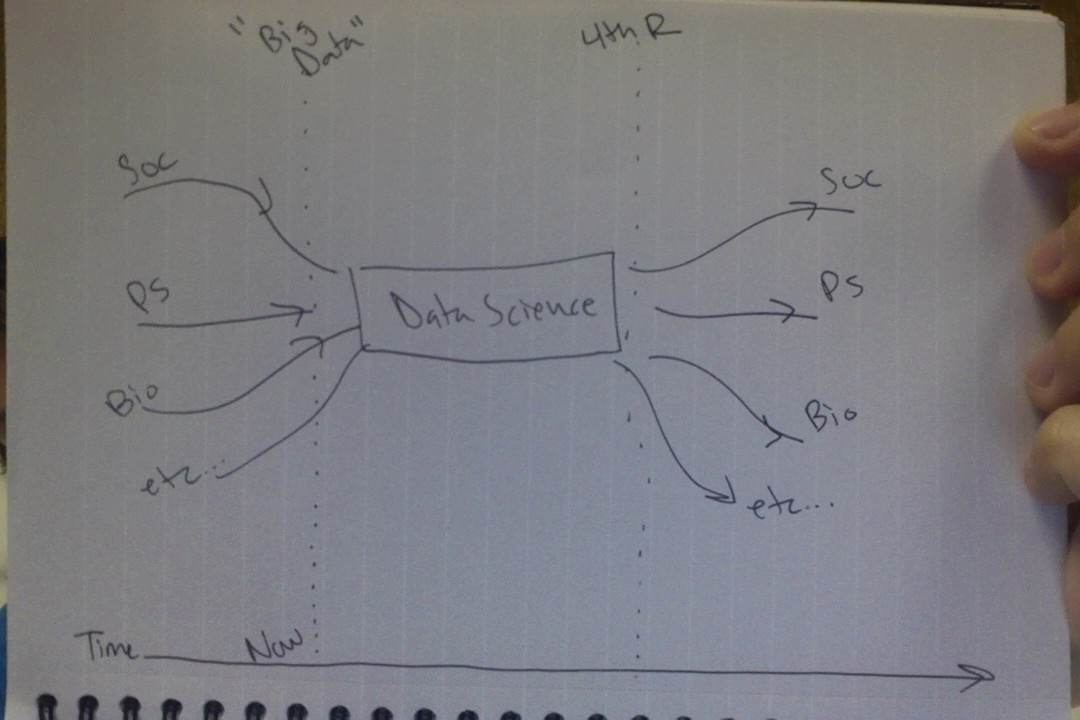 "Big
Data"
4th R
Soc
PS
Bio
etc...
Data Science
Soc
PS
Bio
etc...
Time
Now